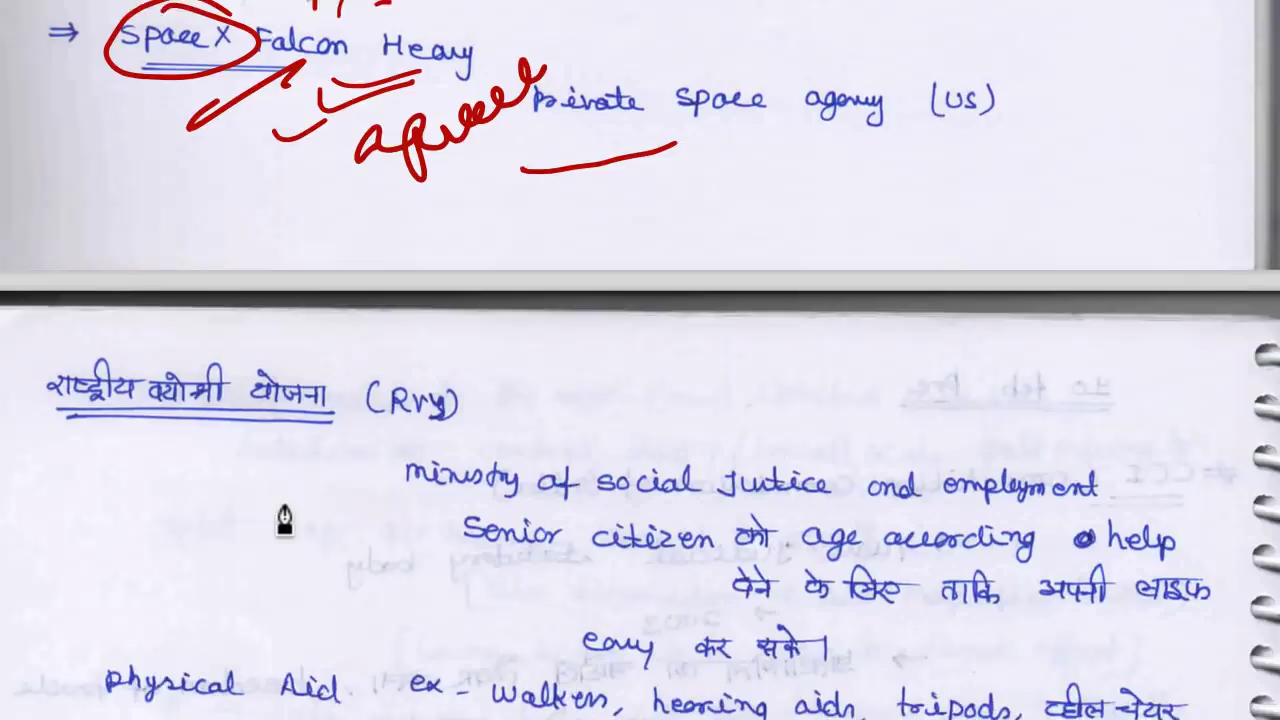 ⇒ SpaceX Falcon Heavy
private space agency (US)
राष्ट्रीय वयोश्री योजना (RVY)
ministry of social justice and employment
Senior citizen को age according help
देने के लिए ताकि अपनी लाइफ
easy कर सके।
physical Aid ex - walkers, hearing aids, tripods, व्हील चेयर